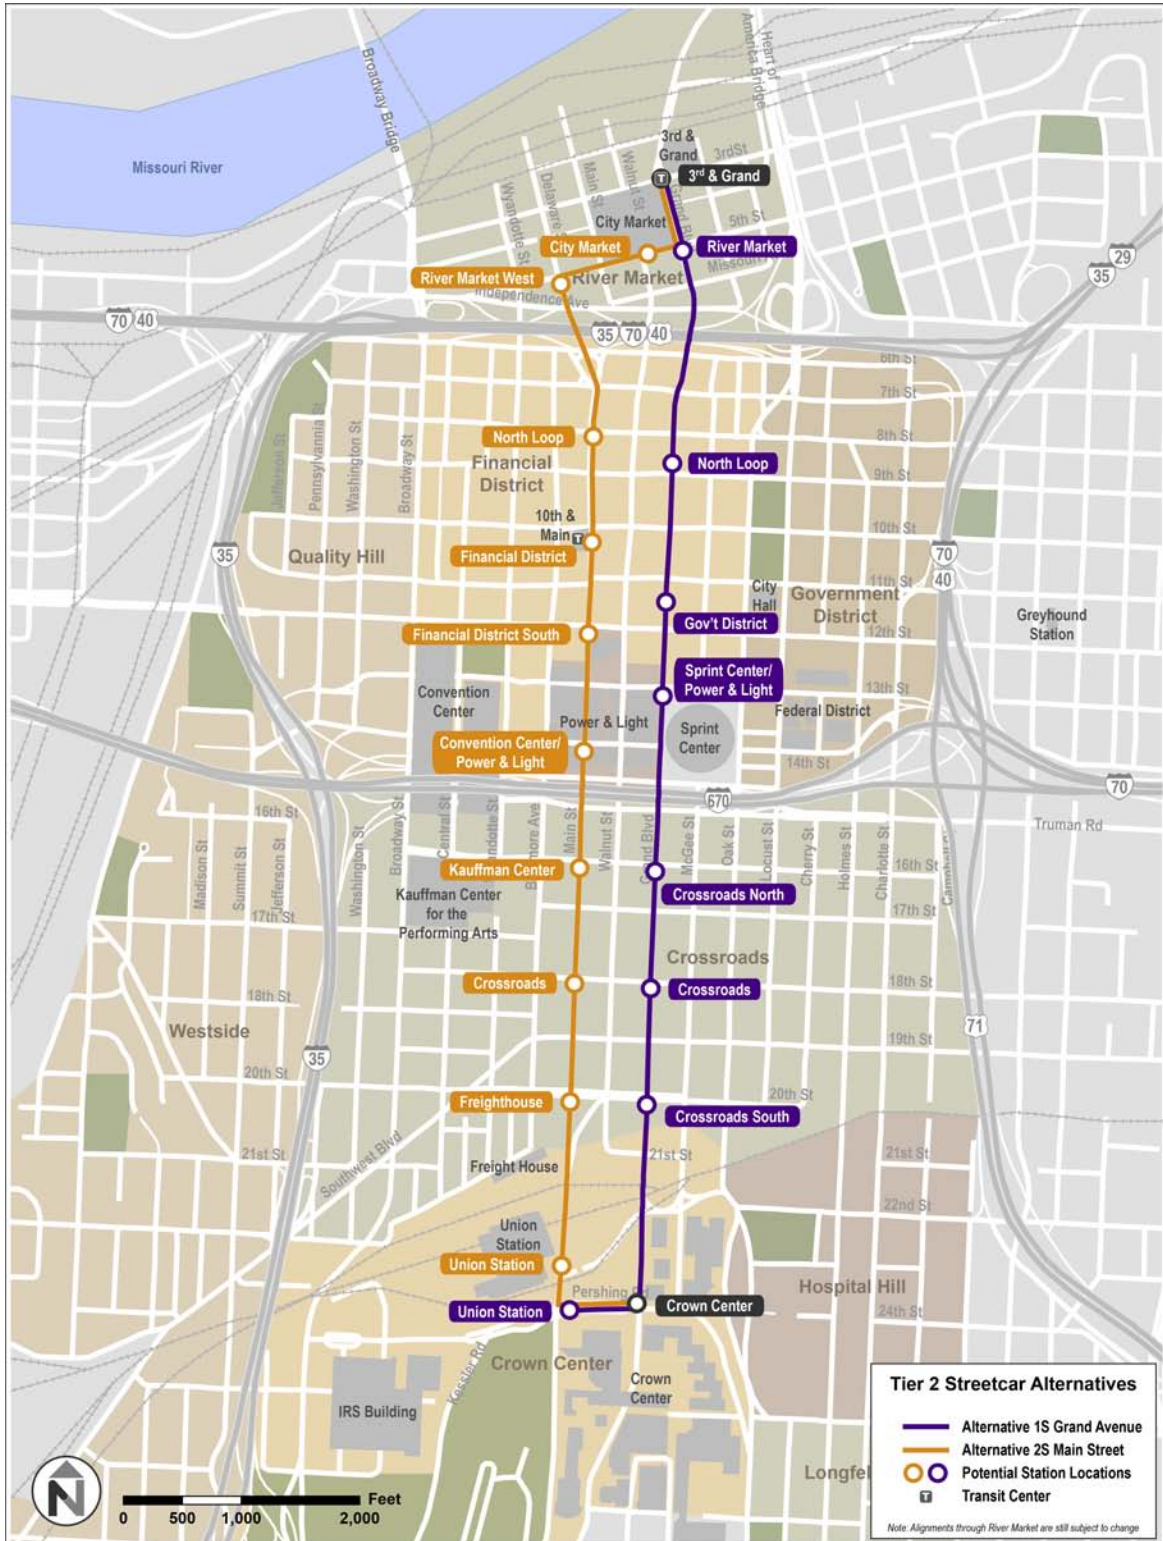 Broadway Bridge
Heart of
America Bridge
Missouri River
3rd &
Grand
3rdSt
3rd & Grand
Wyandotte St
Delaware S
Main St
Walnut St
Grand Bl
City Market
5th St
City Market
River Market
Missou
River Market West
River Market
Independence Ave
29
35
70 40
35 70 40
6th St
7th St
North Loop
8th St
Financial
District
North Loop
9th St
Jefferson St
Pennsylvannia St
Washington St
Broadway St
10th &
Main
T
10th St
Financial District
35
Quality Hill
70
40
11th St
City
Hall
Government
District
Greyhound
Station
Gov't District
Financial District South
12th St
Sprint Center/
Power & Light
Convention
Center
13th St
Federal District
Power & Light
Sprint
Center
Convention Center/
Power & Light
14th St
70
670
16th St
Truman Rd
Madison St
Summit St
Jefferson St
Washington St
Broadway St
Central St
andotte St
B more Ave
Main St
Walnut St
rand Blvd
McGee St
Oak St
Locust St
Cherry St
Holmes St
Charlotte St
Campbell
16th St
Kauffman Center
Kauffman Center
for the
Performing Arts
Crossroads North
17th St
17th St
Crossroads
Crossroads
Crossroads
18th St
18th St
Westside
71
35
19th St
20th St
20th St
Freighthouse
Crossroads South
Southwest Blvd
21st St
21st St
21st St
Freight House
22nd St
Union
Station
Union Station
Pershing Rd
Hospital Hill
Union Station
Crown Center
24th St
Kessler Rd
Crown Center
Crown
Center
IRS Building
Longfel
N
Feet
0 500 1,000 2,000
Tier 2 Streetcar Alternatives
Alternative 1S Grand Avenue
Alternative 2S Main Street
Potential Station Locations
T Transit Center
Note: Alignments through River Market are still subject to change